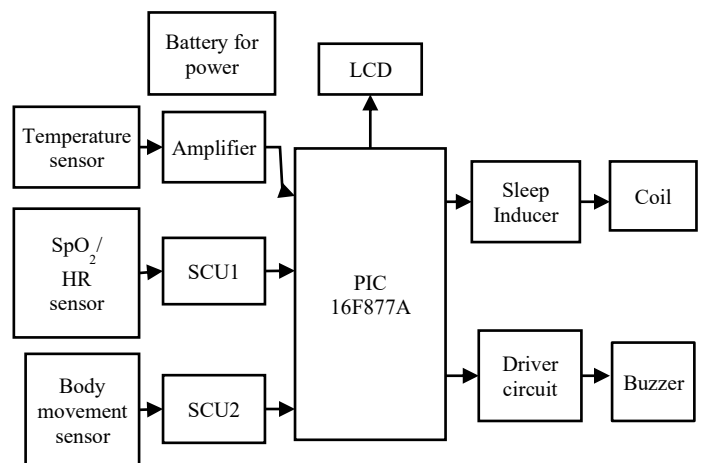 Battery for
power
LCD
Temperature
sensor
Amplifier
Sleep
Inducer
Coil
SpO2/
HR
sensor
SCU1
PIC
16F877A
Body
movement
sensor
SCU2
Driver
circuit
Buzzer